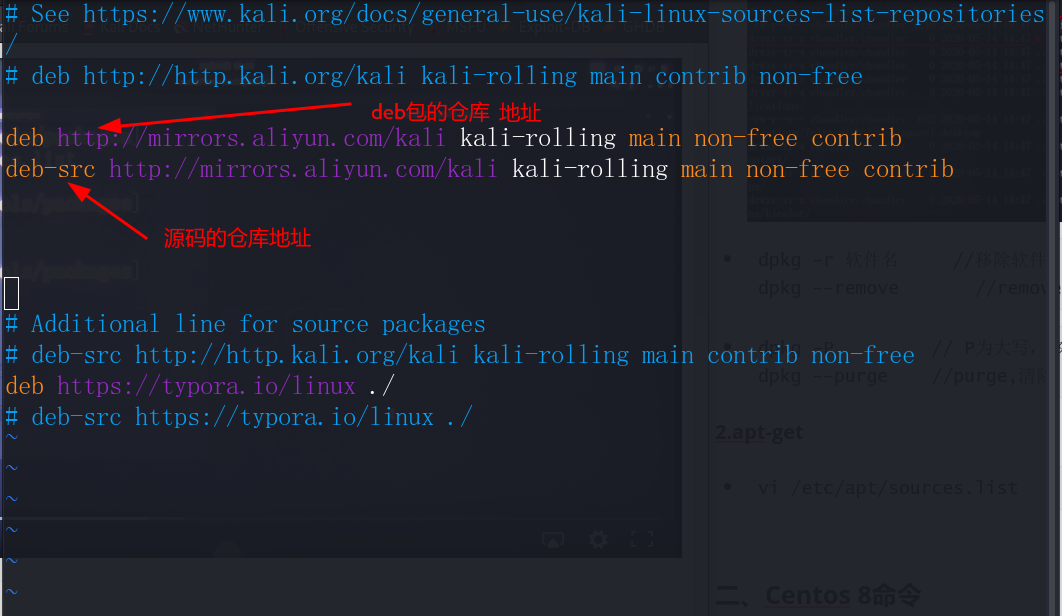 # See https://www.kali.org/docs/general-use/kali-linux-sources-list-repositories
/
# deb http://http.kali.org/kali kali-rolling main contrib non-free
deb包的仓库 地址
deb http://mirrors.aliyun.com/kali kali-rolling main non-free contrib
deb-src http://mirrors.aliyun.com/kali kali-rolling main non-free contrib
源码的仓库地址
# Additional line for source packages
# deb-src http://http.kali.org/kali kali-rolling main contrib non-free
deb https://typora.io/linux ./
# deb-src https://typora.io/linux ./
~
~
~
~
~
~
dpkg -r 软件名 //移除软件
dpkg --remove //remove
// P为大写，
dpkg --purge //purge,清除
2.apt-get
vi /etc/apt/sources.list
二、Centos 8命令